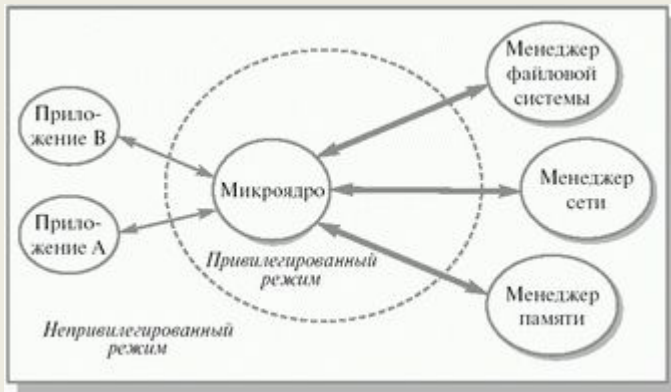 Прило-
жение B
Прило-
жение A
Микроядро
Привилегированный
режим
Непривилегированный
режим
Менеджер
файловой
системы
Менеджер
сети
Менеджер
памяти